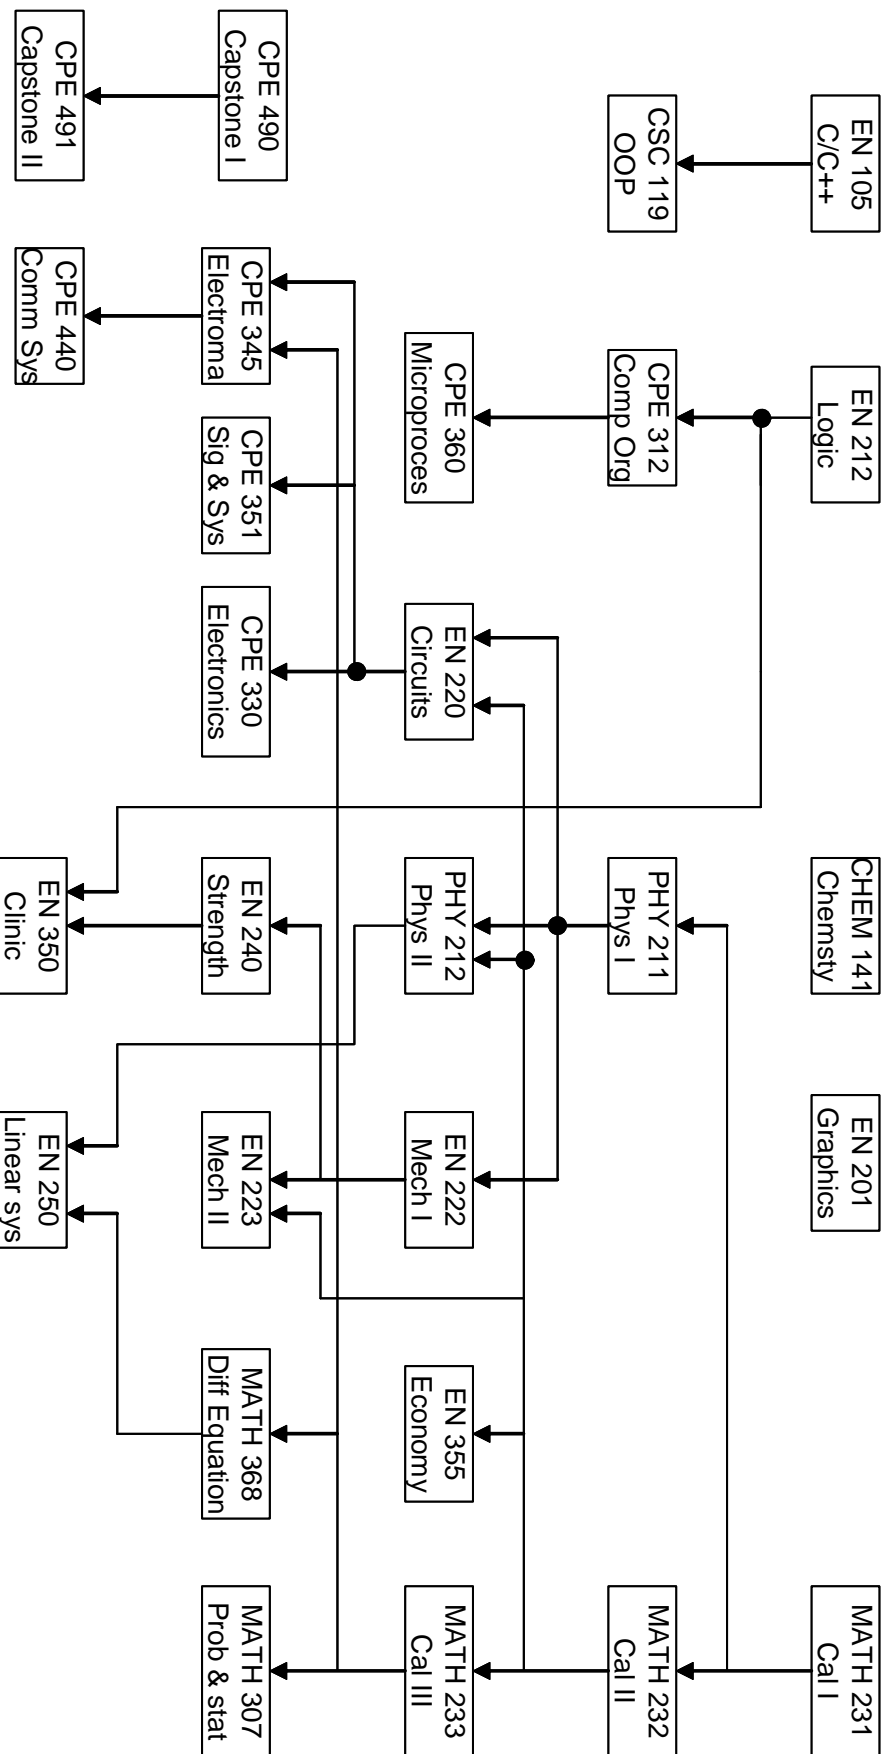 EN 105
C/C++
EN 212
Logic
CHEM 141
Chemsty
EN 201
Graphics
MATH 231
Cal I
CSC 119
OOP
CPE 312
Comp Org
PHY 211
Phys I
MATH 232
Cal II
CPE 360
Microproces
EN 220
Circuits
PHY 212
Phys II
EN 222
Mech I
EN 355
Economy
MATH 233
Cal III
CPE 490
Capstone I
CPE 345
Electroma
CPE 351
Sig & Sys
CPE 330
Electronics
EN 240
Strength
EN 223
Mech II
MATH 368
Diff Equation
MATH 307
Prob & stat
CPE 491
Capstone II
CPE 440
Comm Sys
EN 350
Clinic
EN 250
Linear sys